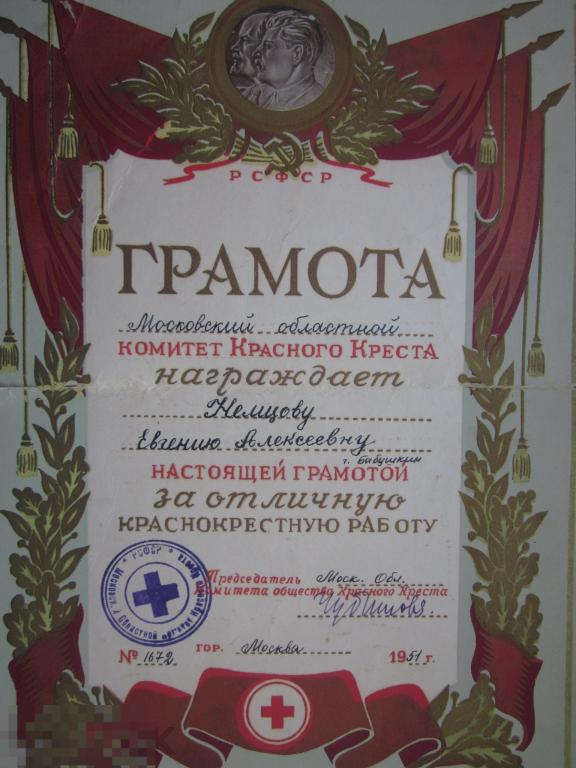 РСФСР
ГРАМОТА
Московский областной
КОМИТЕТ КРАСНОГО КРЕСТА
награждает
Немцову
Евгению Алексеевну
г. Бабушкин
НАСТОЯЩЕЙ ГРАМОТОЙ
за отличную
КРАСНОКРЕСТНУЮ РАБОТУ
РСФСР
Председатель Моск. Обл.
Комитета общества Красного Креста
№ 1672 гор. Москва 1951 г.